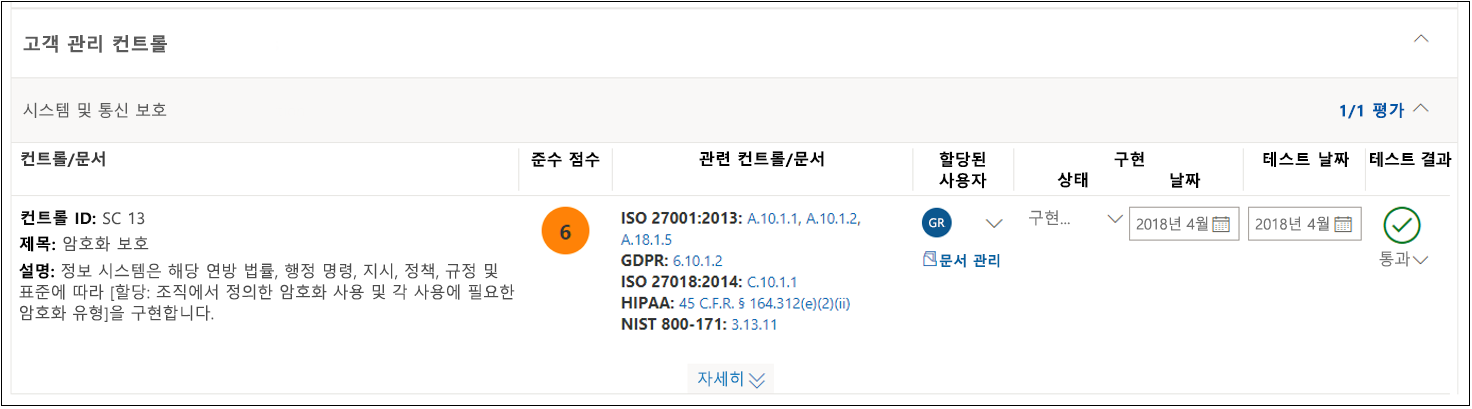 고객 관리 컨트롤
시스템 및 통신 보호
1/1 평가
컨트롤/문서
준수 점수
관련 컨트롤/문서
할당된
사용자
구현
상태
날짜
테스트 날짜
테스트 결과
컨트롤 ID: SC 13
제목: 암호화 보호
설명: 정보 시스템은 해당 연방 법률, 행정 명령, 지시, 정책, 규정 및
표준에 따라 [할당: 조직에서 정의한 암호화 사용 및 각 사용에 필요한
암호화 유형]을 구현합니다.
6
ISO 27001:2013: A.10.1.1, A.10.1.2,
A.18.1.5
GDPR: 6.10.1.2
ISO 27018:2014: C.10.1.1
HIPAA: 45 C.F.R. § 164.312(e)(2)(ii)
NIST 800-171: 3.13.11
GR
문서 관리
구현...
2018년 4월
2018년 4월
통과
자세히